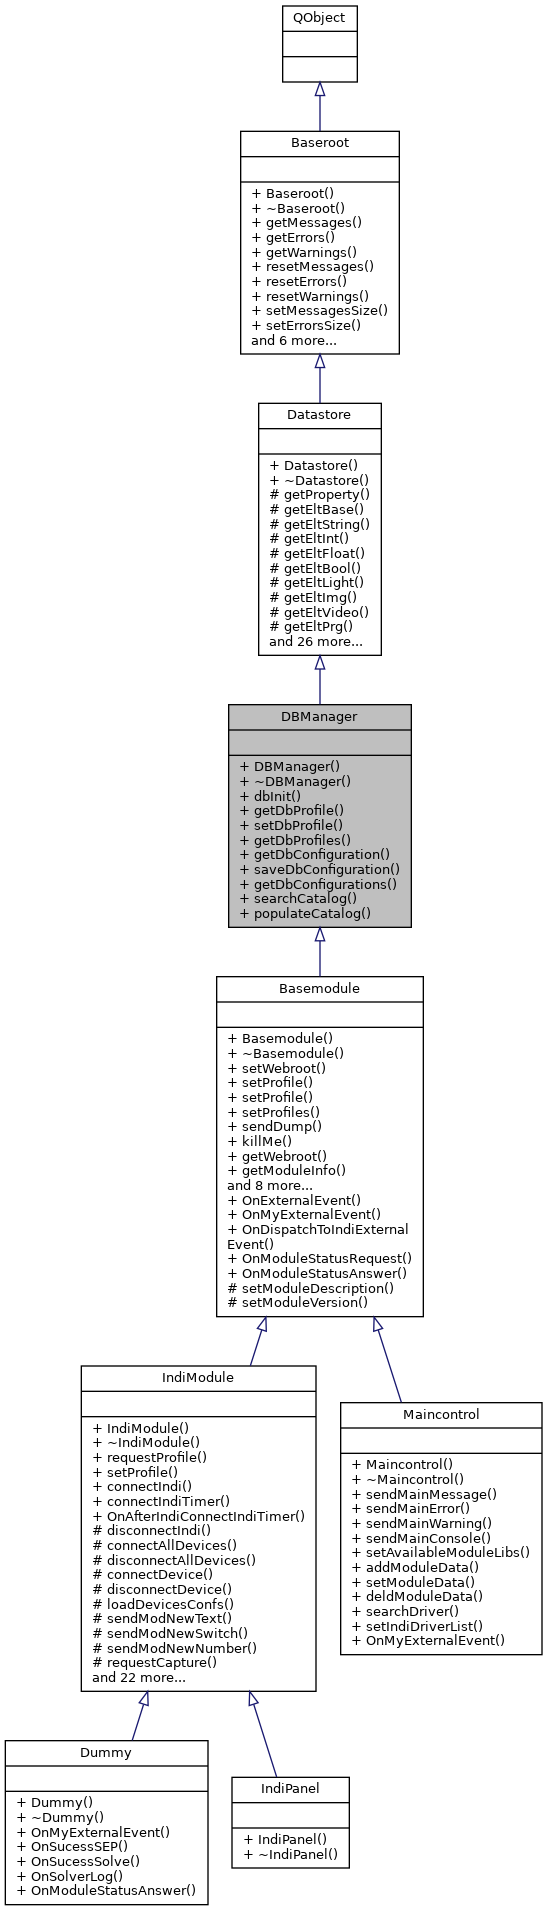 QObject
Baseroot
+ Baseroot()
+ ~Baseroot()
+ getMessages()
+ getErrors()
+ getWarnings()
+ resetMessages()
+ resetErrors()
+ resetWarnings()
+ setMessagesSize()
+ setErrorsSize()
and 6 more...
Datastore
+ Datastore()
+ ~Datastore()
# getProperty()
# getEltBase()
# getEltString()
# getEltInt()
# getEltFloat()
# getEltBool()
# getEltLight()
# getEltImg()
# getEltVideo()
# getEltPrg()
and 26 more...
DBManager
+ DBManager()
+ ~DBManager()
+ dbInit()
+ getDbProfile()
+ setDbProfile()
+ getDbProfiles()
+ getDbConfiguration()
+ saveDbConfiguration()
+ getDbConfigurations()
+ searchCatalog()
+ populateCatalog()
Basemodule
+ Basemodule()
+ ~Basemodule()
+ setWebroot()
+ setProfile()
+ setProfile()
+ setProfiles()
+ sendDump()
+ killMe()
+ getWebroot()
+ getModuleInfo()
and 8 more...
+ OnExternalEvent()
+ OnMyExternalEvent()
+ OnDispatchToIndiExternal
Event()
+ OnModuleStatusRequest()
+ OnModuleStatusAnswer()
# setModuleDescription()
# setModuleVersion()
IndiModule
+ IndiModule()
+ ~IndiModule()
+ requestProfile()
+ setProfile()
+ connectIndi()
+ connectIndiTimer()
+ OnAfterIndiConnectIndiTimer()
# disconnectIndi()
# connectAllDevices()
# disconnectAllDevices()
# connectDevice()
# disconnectDevice()
# loadDevicesConfs()
# sendModNewText()
# sendModNewSwitch()
# sendModNewNumber()
# requestCapture()
and 22 more...
Maincontrol
+ Maincontrol()
+ ~Maincontrol()
+ sendMainMessage()
+ sendMainError()
+ sendMainWarning()
+ sendMainConsole()
+ setAvailableModuleLibs()
+ addModuleData()
+ setModuleData()
+ deldModuleData()
+ searchDriver()
+ setIndiDriverList()
+ OnMyExternalEvent()
Dummy
+ Dummy()
+ ~Dummy()
+ OnMyExternalEvent()
+ OnSucessSEP()
+ OnSucessSolve()
+ OnSolverLog()
+ OnModuleStatusAnswer()
IndiPanel
+ IndiPanel()
+ ~IndiPanel()